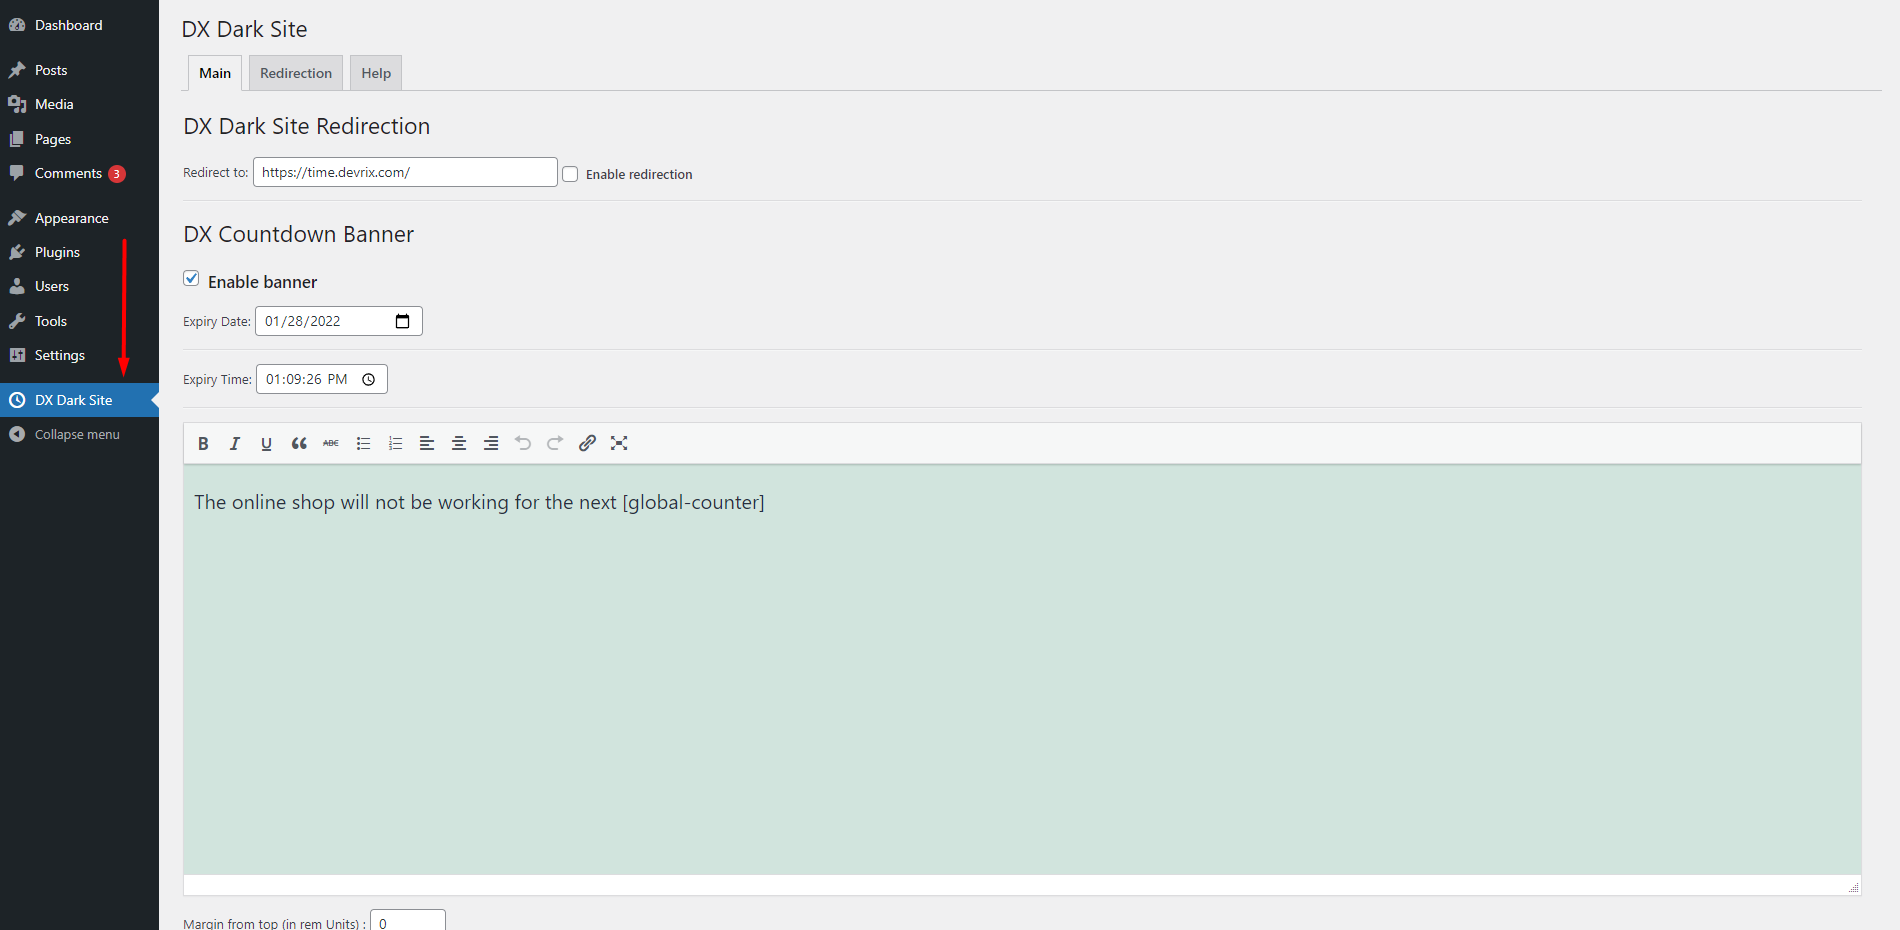 Dashboard
Posts
Media
Pages
Comments 3
Appearance
Plugins
Users
Tools
Settings
DX Dark Site
Collapse menu
DX Dark Site
Main Redirection Help
DX Dark Site Redirection
Redirect to: https://time.devrix.com/ Enable redirection
DX Countdown Banner
Enable banner
Expiry Date: 01/28/2022
Expiry Time: 01:09:26 PM
B I U ABC
The online shop will not be working for the next [global-counter]
Margin from top (in rem Units) : 0